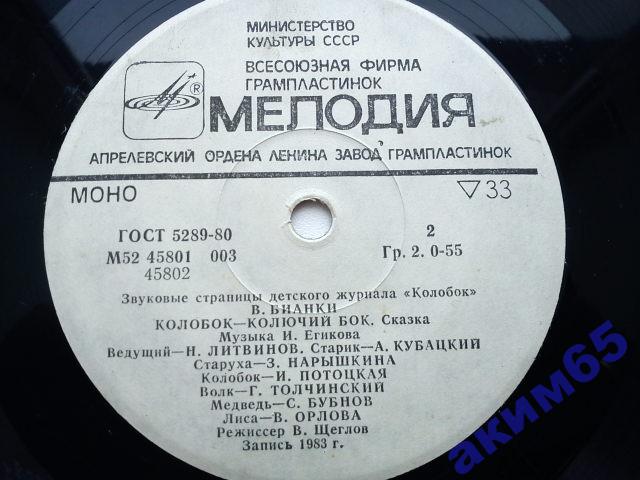 МИНИСТЕРСТВО
КУЛЬТУРЫ СССР
ВСЕСОЮЗНАЯ ФИРМА
ГРАМПЛАСТИНОК
®
МЕЛОДИЯ
АПРЕЛЕВСКИЙ ОРДЕНА ЛЕНИНА ЗАВОД ГРАМПЛАСТИНОК
МОНО ▽33
ГОСТ 5289-80 2
М52 45801 003 Гр. 2. 0-55
45802
Звуковые страницы детского журнала «Колобок»
В. БИАНКИ
КОЛОБОК—КОЛЮЧИЙ БОК. Сказка
Музыка И. Егикова
Ведущий—Н. ЛИТВИНОВ. Старик—А. КУБАЦКИЙ
Старуха—З. НАРЫШКИНА
Колобок—И. ПОТОЦКАЯ
Волк—Г. ТОЛЧИНСКИЙ
Медведь—С. БУБНОВ
Лиса—В. ОРЛОВА
Режиссер В. Щеглов
Запись 1983 г.
аким65